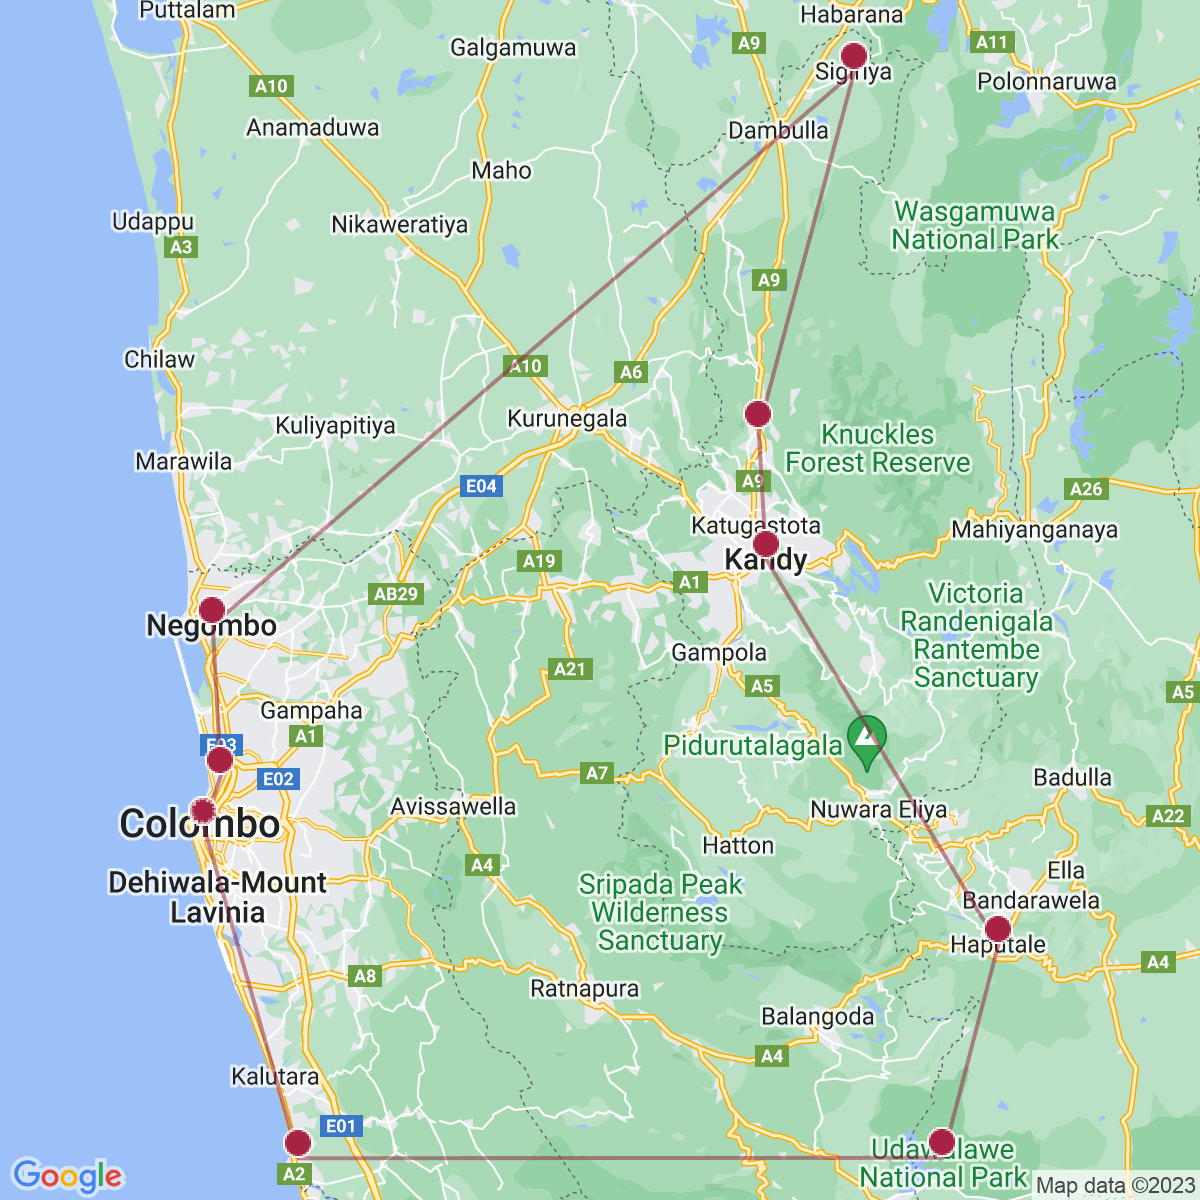 Puttalam
Habarana
Galgamuwa
A9
A11
Sigiriya
Polonnaruwa
A10
Anamaduwa
Dambulla
Maho
Udappu
Nikaweratiya
Wasgamuwa
National Park
A3
A9
Chilaw
A10
A6
Kurunegala
Kuliyapitiya
Knuckles
Forest Reserve
Marawila
E04
A9
A26
Katugastota
Mahiyanganaya
Kandy
A19
A1
AB29
Victoria
Randenigala
Rantembe
Sanctuary
Negombo
Gampola
A21
A5
A5
Gampaha
A1
E03
Pidurutalagala
E02
A7
Badulla
Avissawella
Nuwara Eliya
A22
Colombo
Hatton
A4
Ella
Dehiwala-Mount
Lavinia
Sripada Peak
Wilderness
Sanctuary
Bandarawela
Haputale
A8
A4
Ratnapura
Balangoda
A4
Kalutara
E01
Udawalawe
National Park
A2
Google
Map data ©2023